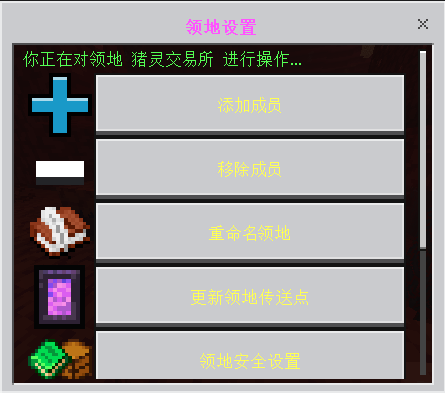 领地设置
你正在对领地 猪灵交易所 进行操作...
添加成员
移除成员
重命名领地
更新领地传送点
领地安全设置